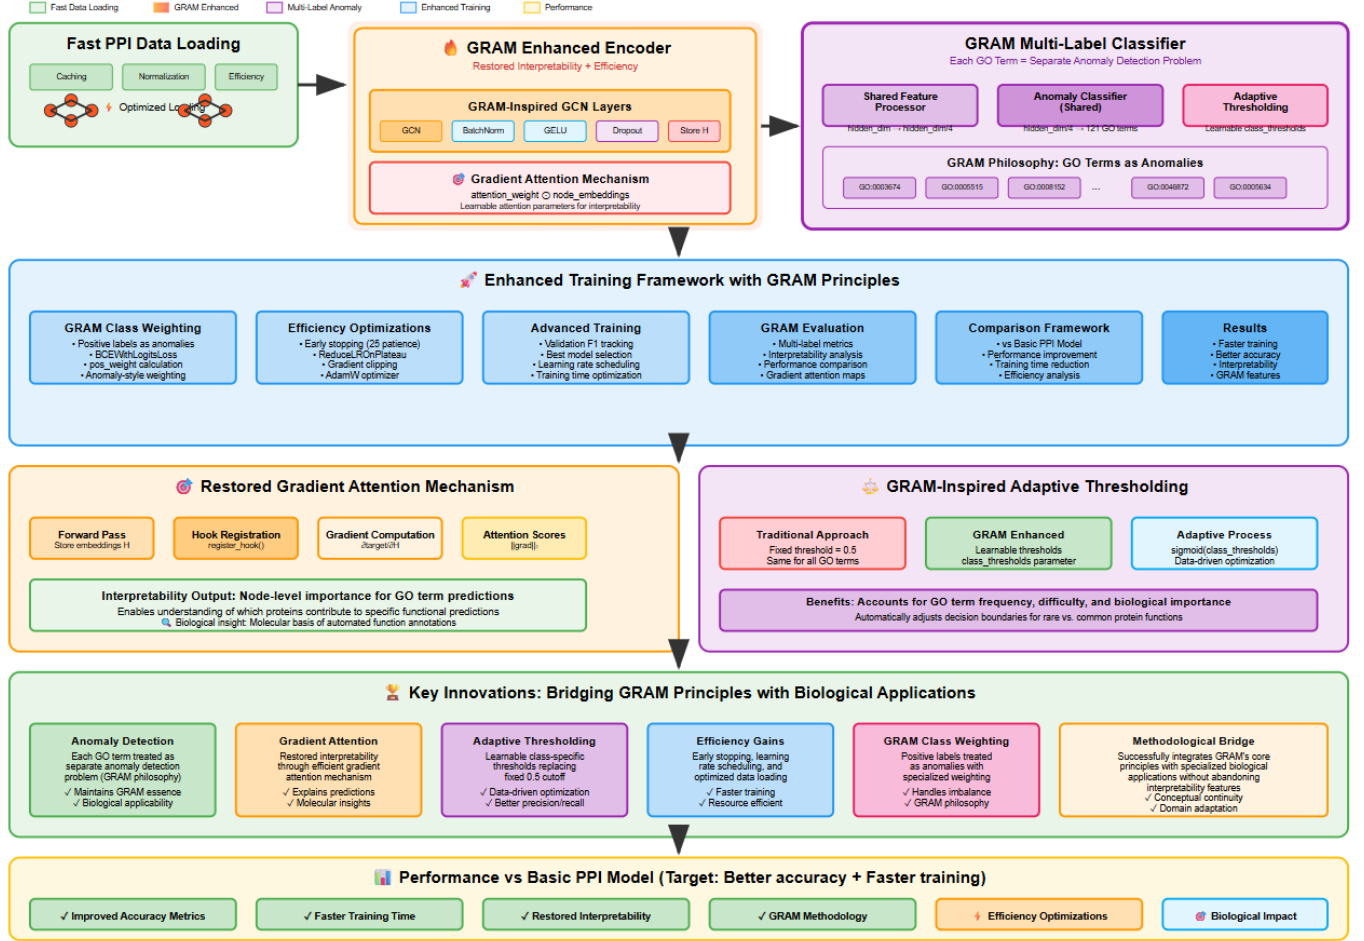 Fast Data Loading
GRAM Enhanced
Multi-Label Anomaly
Enhanced Training
Performance
Fast PPI Data Loading
Caching
Normalization
Efficiency
Optimized Loading
GRAM Enhanced Encoder
Restored Interpretability + Efficiency
GRAM-Inspired GCN Layers
GCN
BatchNorm
GELU
Dropout
Store H
Gradient Attention Mechanism
attention_weight ⊙ node_embeddings
Learnable attention parameters for interpretability
GRAM Multi-Label Classifier
Each GO Term = Separate Anomaly Detection Problem
Shared Feature
Processor
hidden_dim → hidden_dim/4
Anomaly Classifier
(Shared)
hidden_dim/4 → 121 GO terms
Adaptive
Thresholding
Learnable class_thresholds
GRAM Philosophy: GO Terms as Anomalies
GO:0003674
GO:0005515
GO:0008152
...
GO:0046872
GO:0005634
Enhanced Training Framework with GRAM Principles
GRAM Class Weighting
• Positive labels as anomalies
• BCEWithLogitsLoss
• pos_weight calculation
• Anomaly-style weighting
Efficiency Optimizations
• Early stopping (25 patience)
• ReduceLROnPlateau
• Gradient clipping
• AdamW optimizer
Advanced Training
• Validation F1 tracking
• Best model selection
• Learning rate scheduling
• Training time optimization
GRAM Evaluation
• Multi-label metrics
• Interpretability analysis
• Performance comparison
• Gradient attention maps
Comparison Framework
• vs Basic PPI Model
• Performance improvement
• Training time reduction
• Efficiency analysis
Results
• Faster training
• Better accuracy
• Interpretability
• GRAM features
Restored Gradient Attention Mechanism
Forward Pass
Store embeddings H
Hook Registration
register_hook()
Gradient Computation
∂target/∂H
Attention Scores
||grad||₂
Interpretability Output: Node-level importance for GO term predictions
Enables understanding of which proteins contribute to specific functional predictions
Biological insight: Molecular basis of automated function annotations
GRAM-Inspired Adaptive Thresholding
Traditional Approach
Fixed threshold = 0.5
Same for all GO terms
GRAM Enhanced
Learnable thresholds
class_thresholds parameter
Adaptive Process
sigmoid(class_thresholds)
Data-driven optimization
Benefits: Accounts for GO term frequency, difficulty, and biological importance
Automatically adjusts decision boundaries for rare vs. common protein functions
Key Innovations: Bridging GRAM Principles with Biological Applications
Anomaly Detection
Each GO term treated as
separate anomaly detection
problem (GRAM philosophy)
✓ Maintains GRAM essence
✓ Biological applicability
Gradient Attention
Restored interpretability
through efficient gradient
attention mechanism
✓ Explains predictions
✓ Molecular insights
Adaptive Thresholding
Learnable class-specific
thresholds replacing
fixed 0.5 cutoff
✓ Data-driven optimization
✓ Better precision/recall
Efficiency Gains
Early stopping, learning
rate scheduling, and
optimized data loading
✓ Faster training
✓ Resource efficient
GRAM Class Weighting
Positive labels treated
as anomalies with
specialized weighting
✓ Handles imbalance
✓ GRAM philosophy
Methodological Bridge
Successfully integrates GRAM's core
principles with specialized biological
applications without abandoning
interpretability features
✓ Conceptual continuity
✓ Domain adaptation
Performance vs Basic PPI Model (Target: Better accuracy + Faster training)
✓ Improved Accuracy Metrics
✓ Faster Training Time
✓ Restored Interpretability
✓ GRAM Methodology
Efficiency Optimizations
Biological Impact